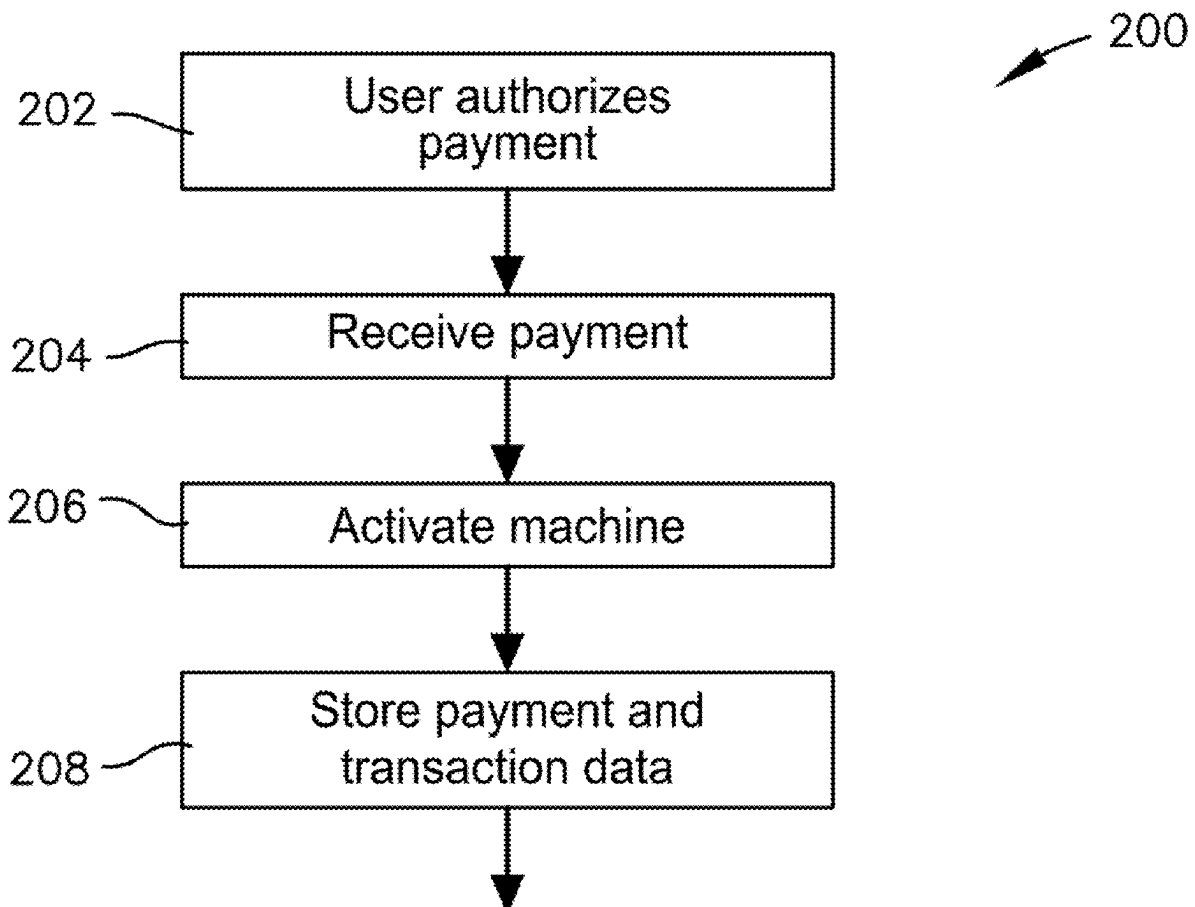 200
202
User authorizes
payment
204
Receive payment
206
Activate machine
208
Store payment and
transaction data